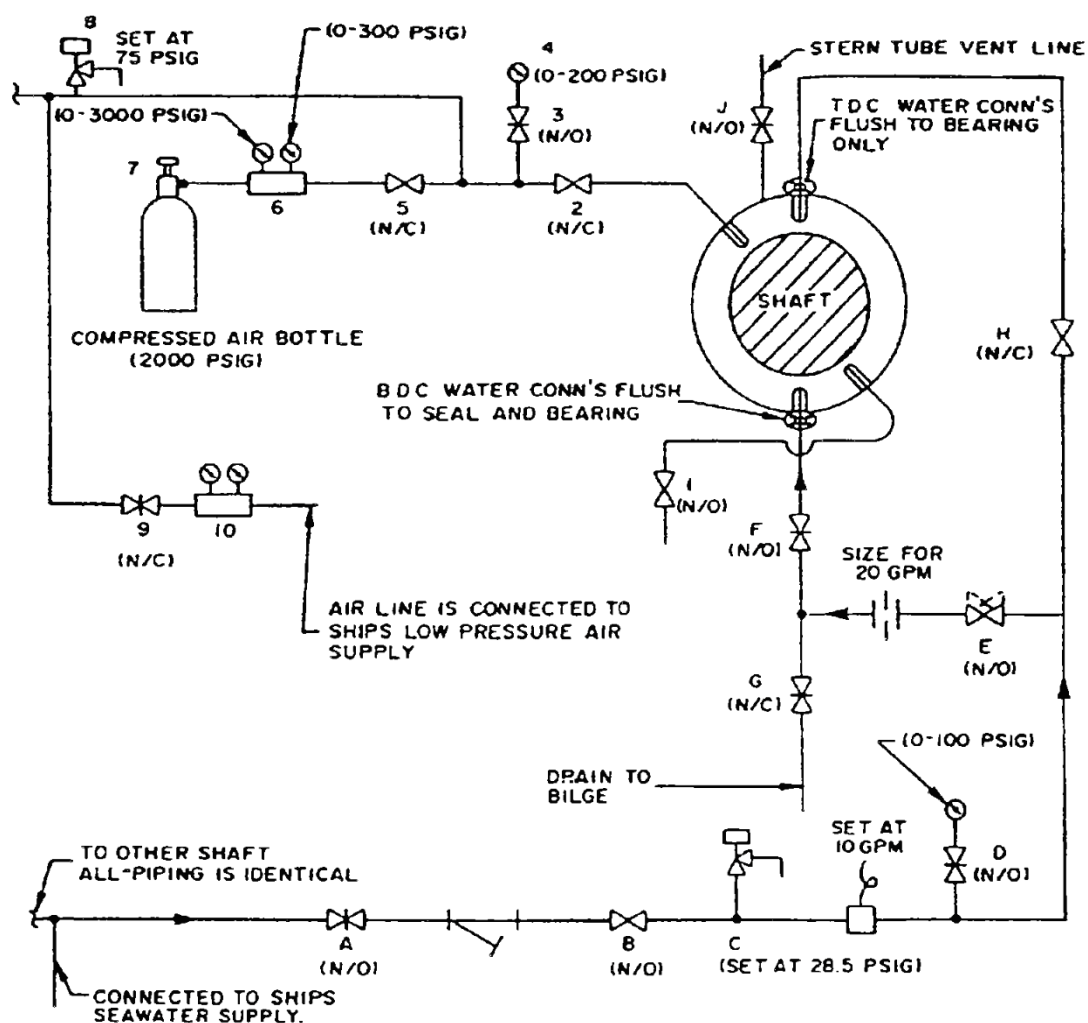 8
SET AT
75 PSIG
(0-300 PSIG)
4
(0-200 PSIG)
STERN TUBE VENT LINE
(0-3000 PSIG)
3
(N/O)
J
(N/O)
TDC WATER CONN'S
FLUSH TO BEARING
ONLY
7
6
5
(N/C)
2
(N/C)
SHAFT
H
(N/C)
COMPRESSED AIR BOTTLE
(2000 PSIG)
BDC WATER CONN'S FLUSH
TO SEAL AND BEARING
I
(N/O)
9
(N/C)
10
F
(N/O)
SIZE FOR
20 GPM
AIR LINE IS CONNECTED TO
SHIPS LOW PRESSURE AIR
SUPPLY
E
(N/O)
G
(N/C)
(0-100 PSIG)
DRAIN TO
BILGE
SET AT
10 GPM
D
(N/O)
TO OTHER SHAFT
ALL-PIPING IS IDENTICAL
A
(N/O)
B
(N/O)
C
(SET AT 28.5 PSIG)
CONNECTED TO SHIPS
SEAWATER SUPPLY.